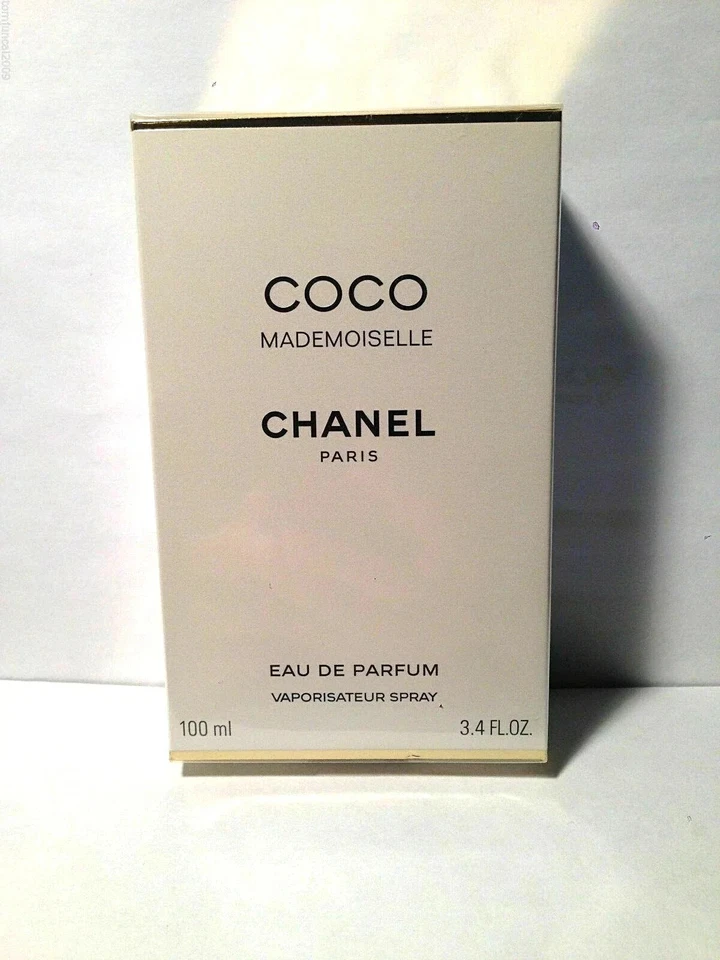 COCO
MADEMOISELLE
CHANEL
PARIS
EAU DE PARFUM
VAPORISATEUR SPRAY
100 ml 3.4 FL.OZ.